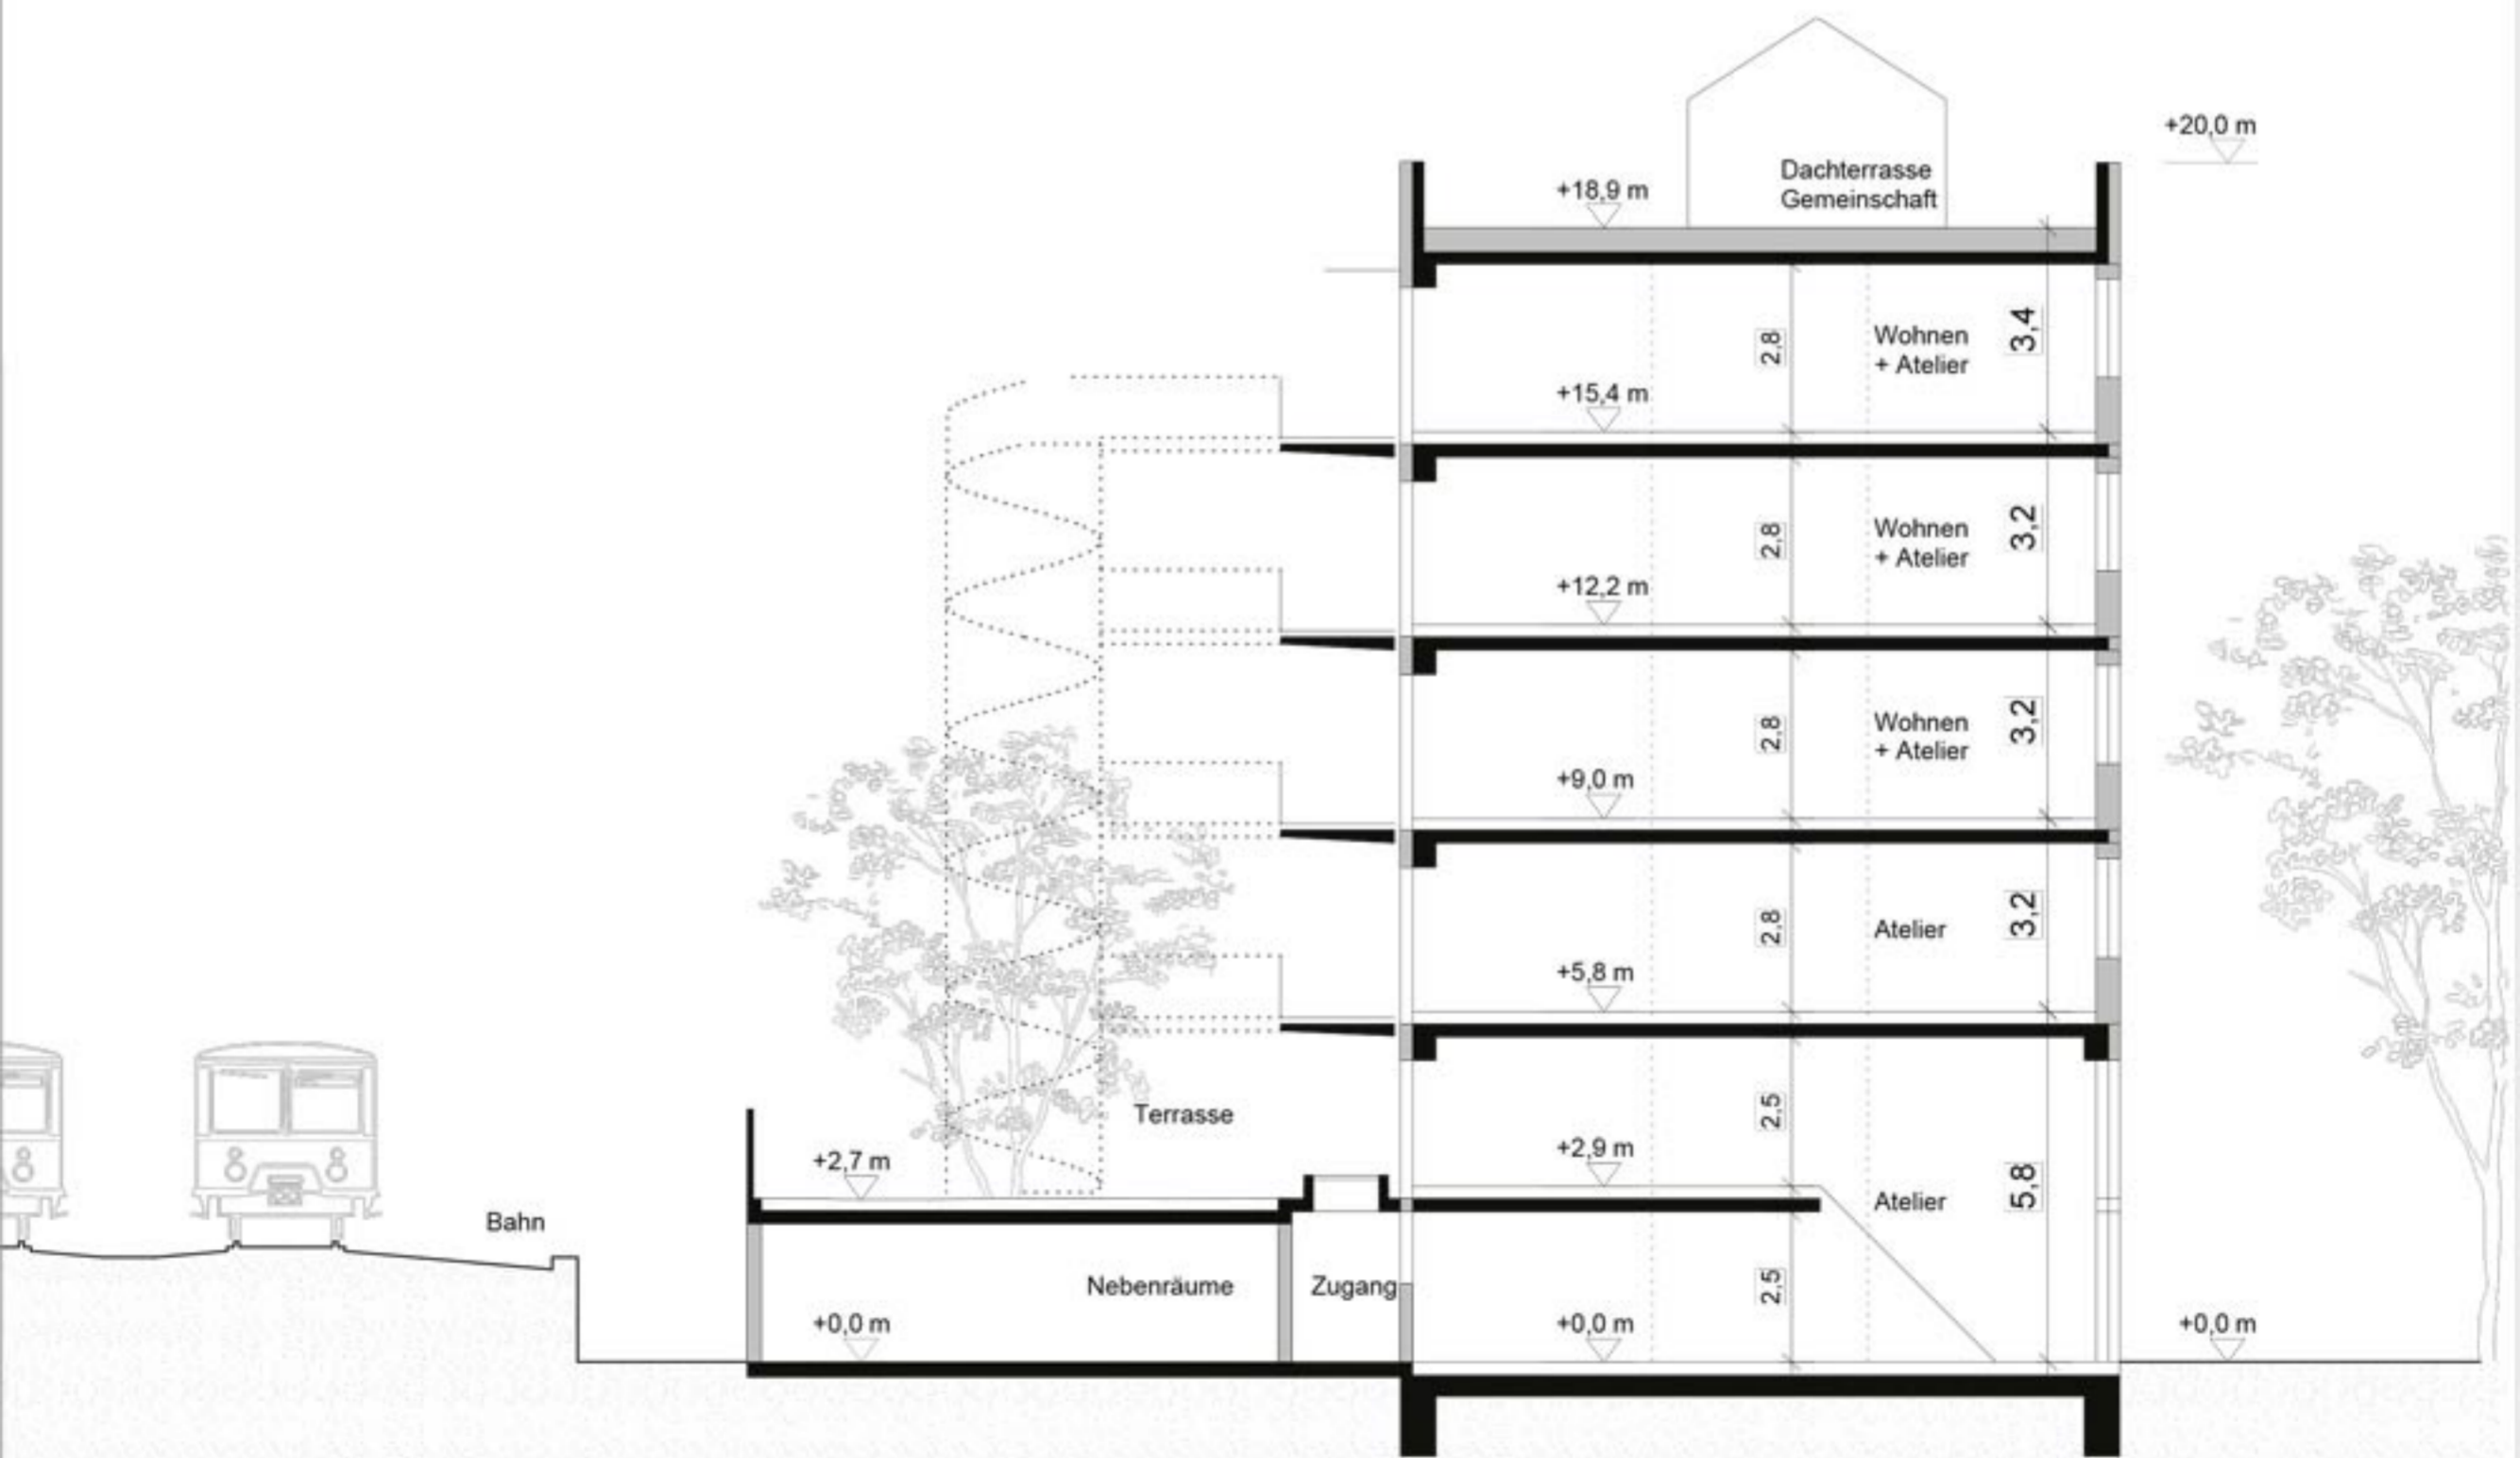 +20,0 m
Dachterrasse
Gemeinschaft
+18,9 m
Wohnen
+ Atelier
3,4
2,8
+15,4 m
Wohnen
+ Atelier
3,2
2,8
+12,2 m
Wohnen
+ Atelier
3,2
2,8
+9,0 m
Atelier
3,2
2,8
+5,8 m
2,5
Terrasse
+2,7 m
+2,9 m
Atelier
5,8
Bahn
Nebenräume
Zugang
2,5
+0,0 m
+0,0 m
+0,0 m